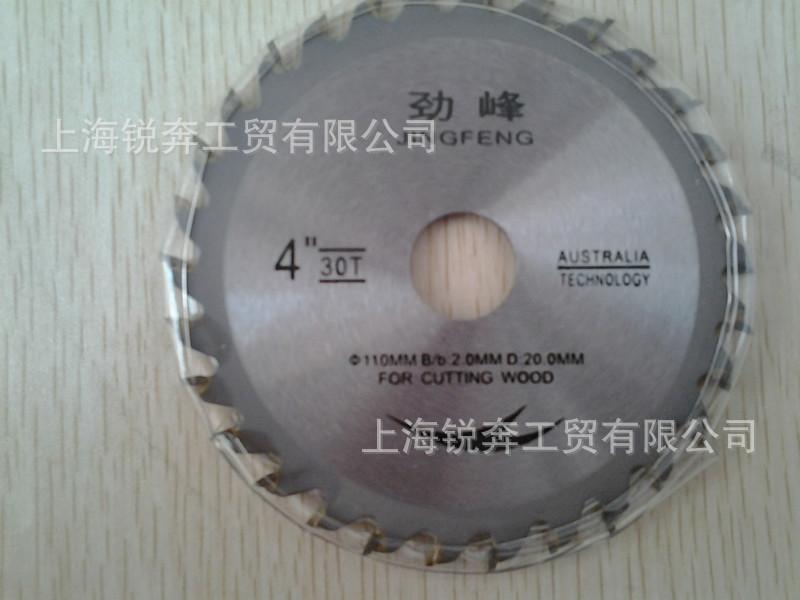 劲峰
上海锐奔工贸有限公司
JINGFENG
4" 30T
AUSTRALIA
TECHNOLOGY
Φ110MM B/b:2.0MM D:20.0MM
FOR CUTTING WOOD
上海锐奔工贸有限公司